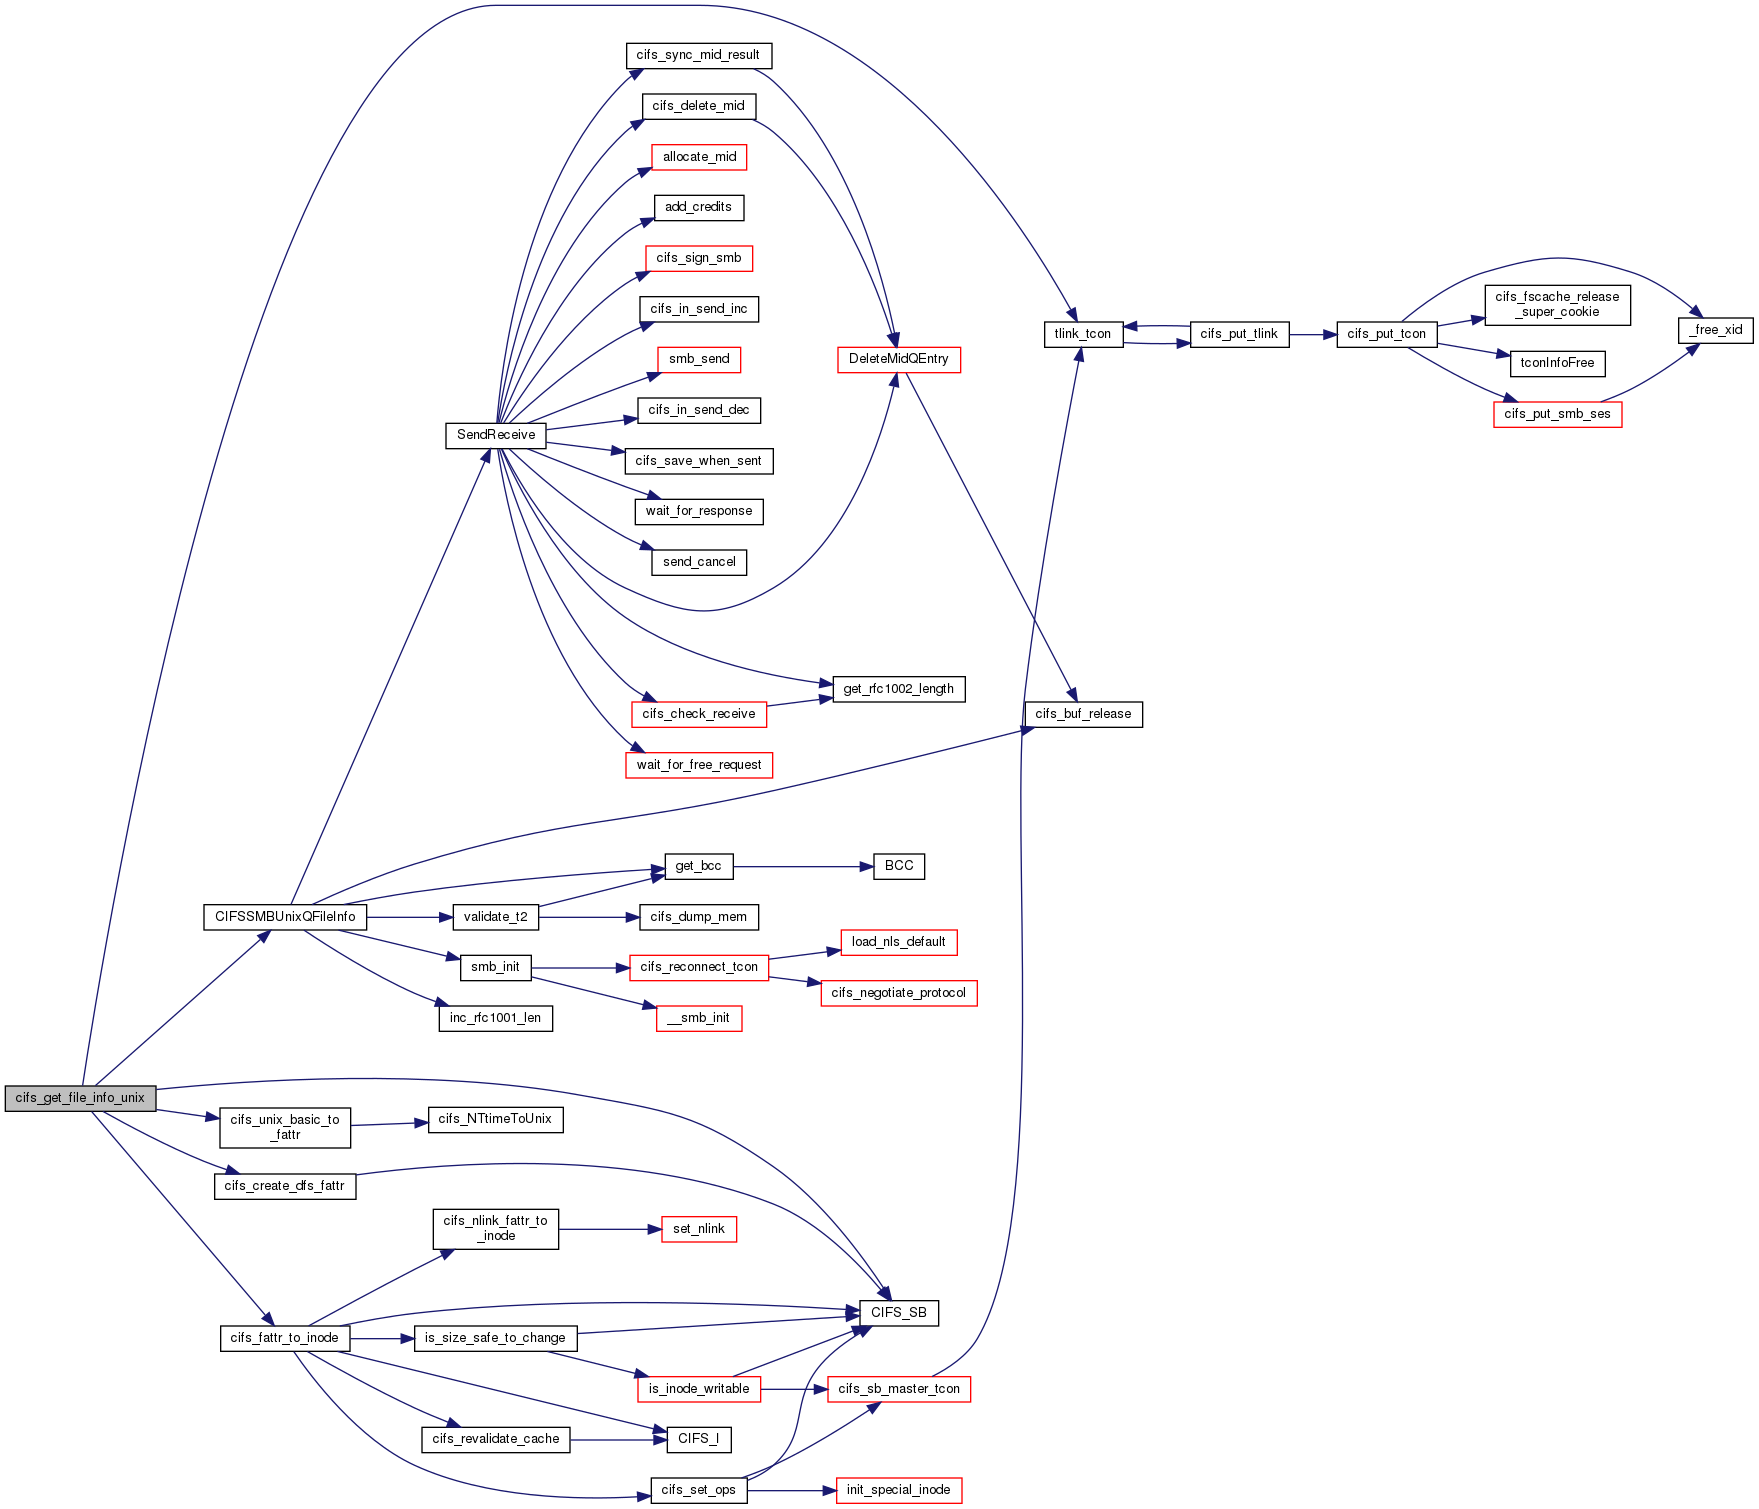 cifs_sync_mid_result
cifs_delete_mid
allocate_mid
add_credits
cifs_sign_smb
cifs_in_send_inc
smb_send
cifs_in_send_dec
SendReceive
cifs_save_when_sent
wait_for_response
send_cancel
cifs_check_receive
wait_for_free_request
DeleteMidQEntry
get_rfc1002_length
cifs_buf_release
tlink_tcon
cifs_put_tlink
cifs_put_tcon
cifs_fscache_release
_super_cookie
tconInfoFree
cifs_put_smb_ses
_free_xid
CIFSSMBUnixQFileInfo
get_bcc
BCC
validate_t2
cifs_dump_mem
smb_init
cifs_reconnect_tcon
load_nls_default
cifs_negotiate_protocol
__smb_init
inc_rfc1001_len
cifs_get_file_info_unix
cifs_unix_basic_to
_fattr
cifs_NTtimeToUnix
cifs_create_dfs_fattr
cifs_nlink_fattr_to
_inode
set_nlink
cifs_fattr_to_inode
is_size_safe_to_change
CIFS_SB
is_inode_writable
cifs_sb_master_tcon
cifs_revalidate_cache
CIFS_I
cifs_set_ops
init_special_inode